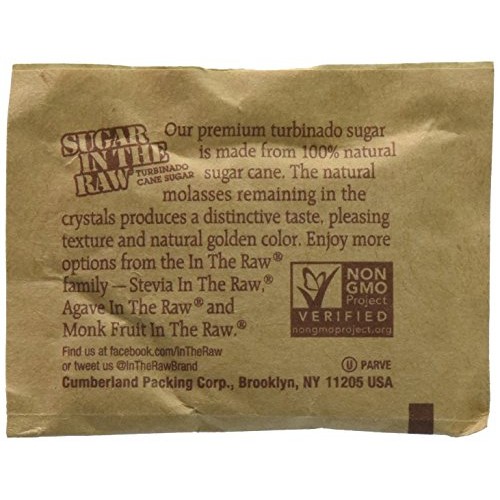 SUGAR
IN THE
RAW®
TURBINADO
CANE SUGAR
Our premium turbinado sugar
is made from 100% natural
sugar cane. The natural
molasses remaining in the
crystals produces a distinctive taste, pleasing
texture and natural golden color. Enjoy more
options from the In The Raw®
family — Stevia In The Raw,®
Agave In The Raw® and
Monk Fruit In The Raw.®
NON
GMO
Project
VERIFIED
nongmoproject.org
Find us at facebook.com/InTheRaw
or tweet us @InTheRawBrand
U PARVE
Cumberland Packing Corp., Brooklyn, NY 11205 USA